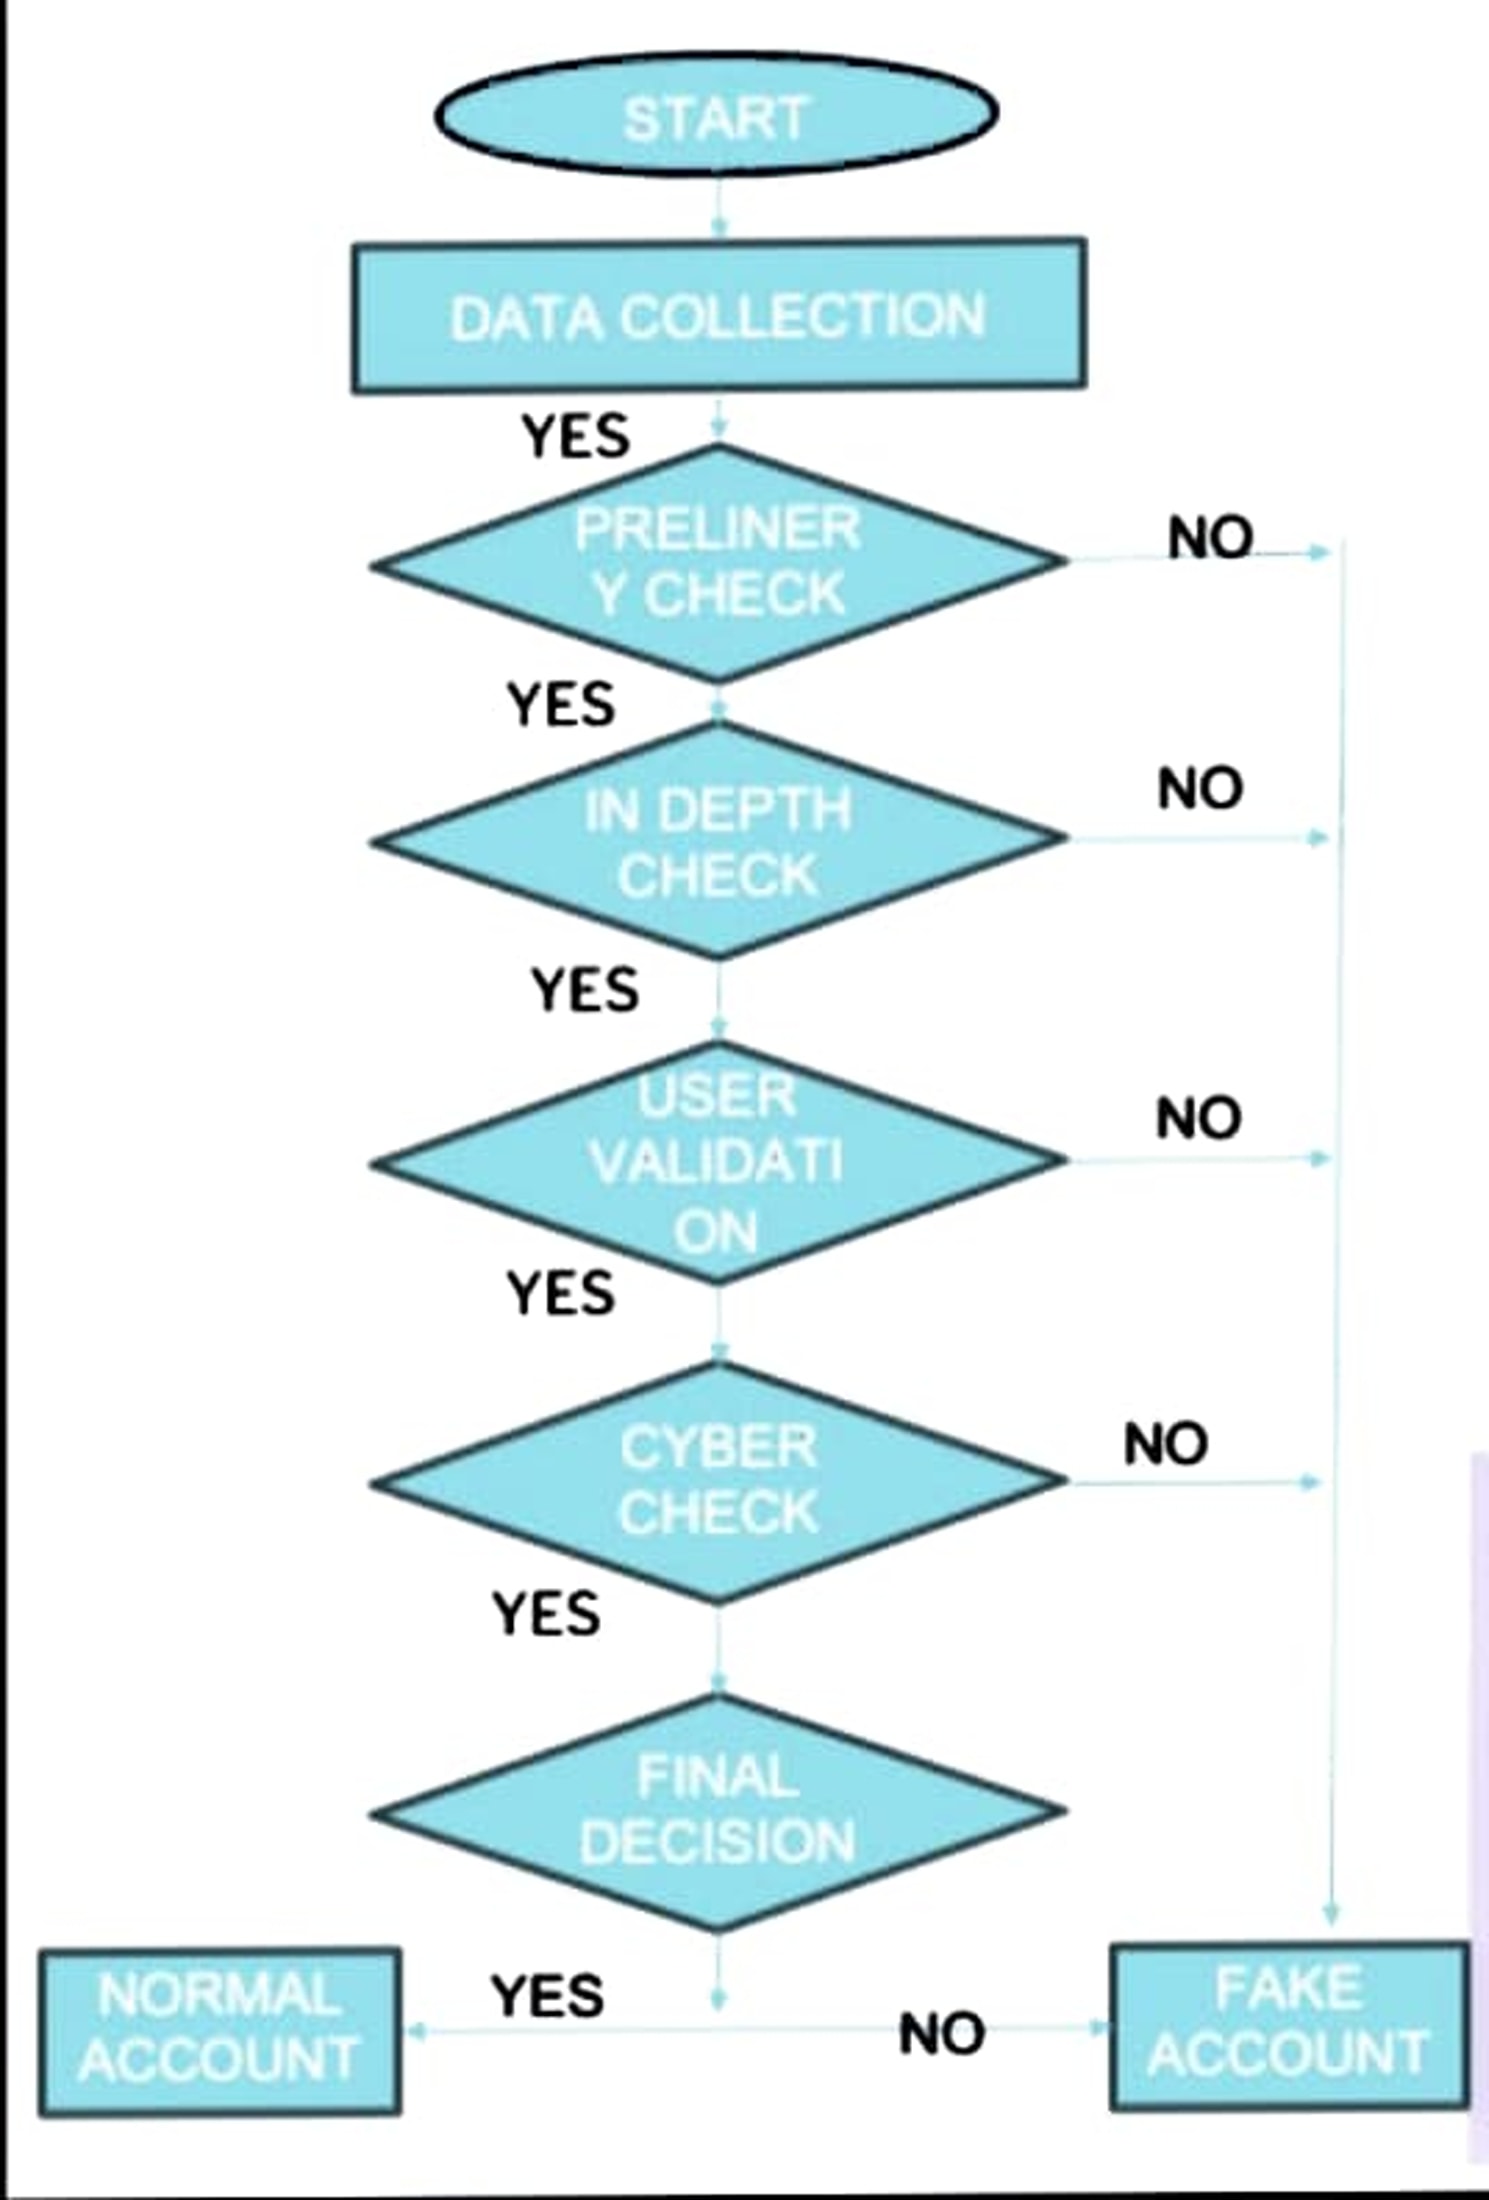 START
DATA COLLECTION
YES
PRELINER
Y CHECK
NO
YES
IN DEPTH
CHECK
NO
YES
USER
VALIDATI
ON
NO
YES
CYBER
CHECK
NO
YES
FINAL
DECISION
NORMAL
ACCOUNT
YES
NO
FAKE
ACCOUNT